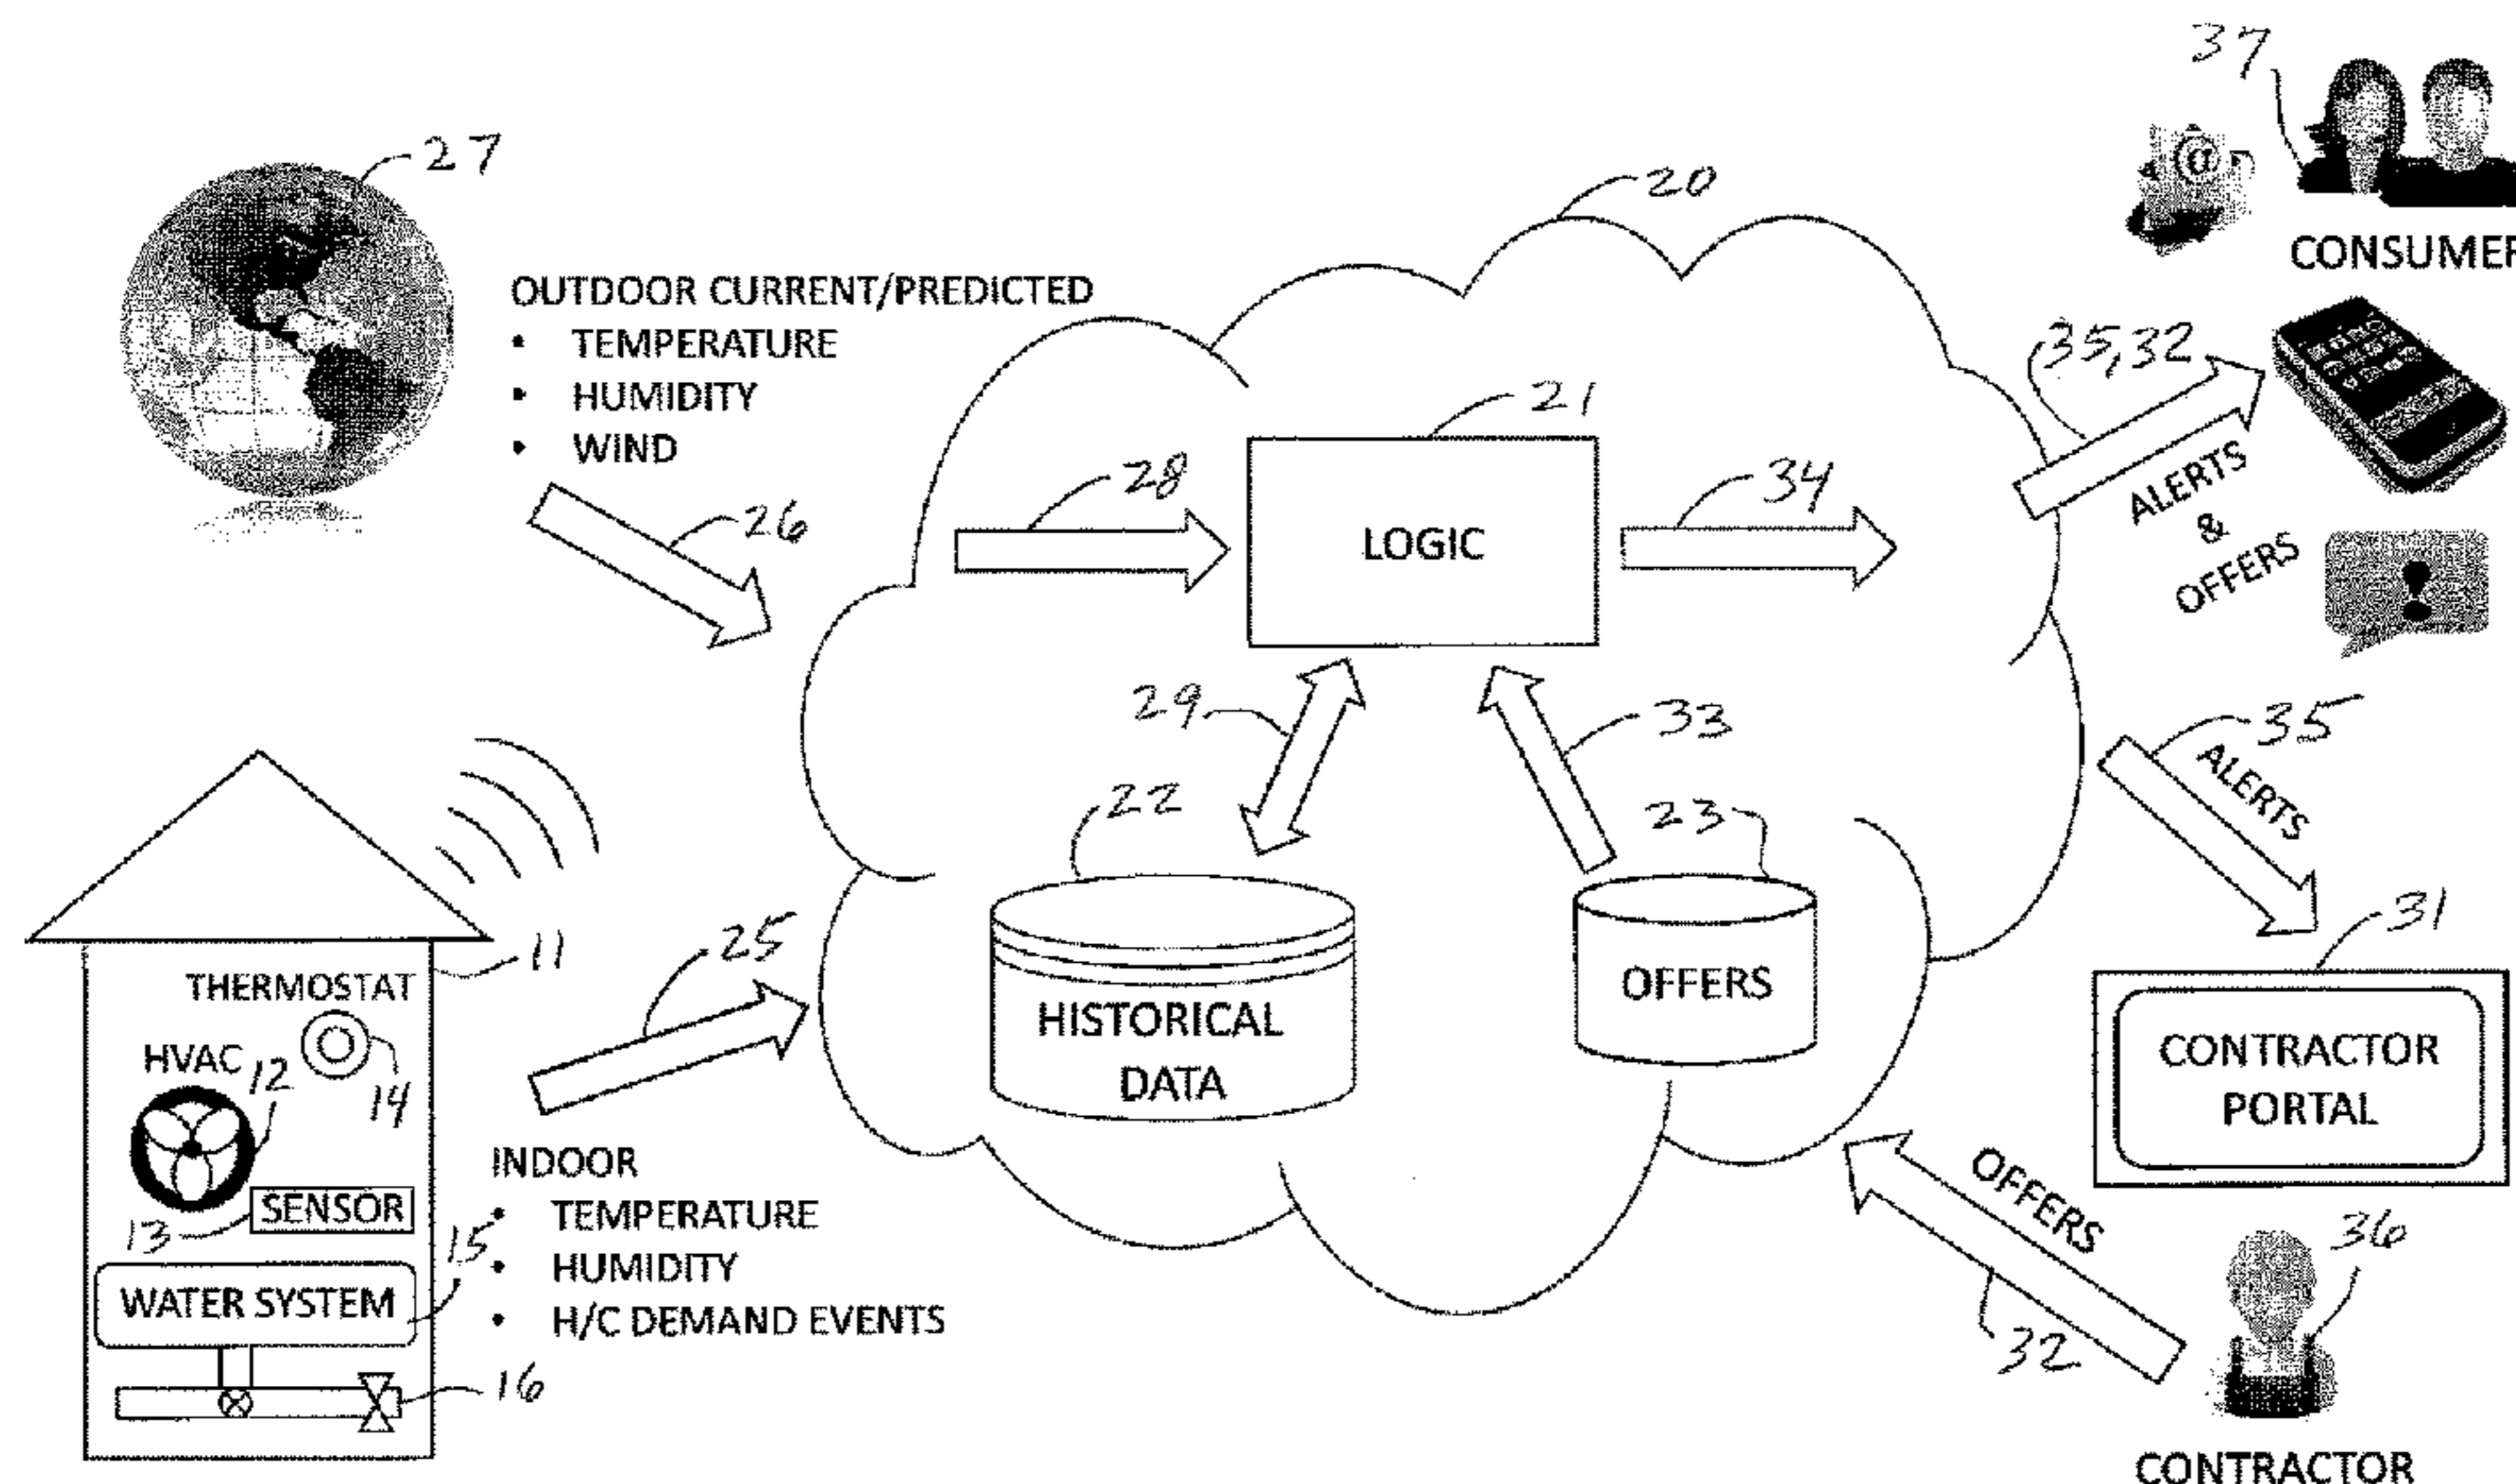 37
@
CONSUMER
27
20
OUTDOOR CURRENT/PREDICTED
• TEMPERATURE
• HUMIDITY
• WIND
26
28
21
LOGIC
34
35,32
ALERTS
&
OFFERS
!
29
33
22
23
HISTORICAL
DATA
OFFERS
35
ALERTS
31
CONTRACTOR
PORTAL
OFFERS
32
36
CONTRACTOR
25
11
THERMOSTAT
HVAC
12
14
SENSOR
13
15
WATER SYSTEM
16
INDOOR
• TEMPERATURE
• HUMIDITY
• H/C DEMAND EVENTS